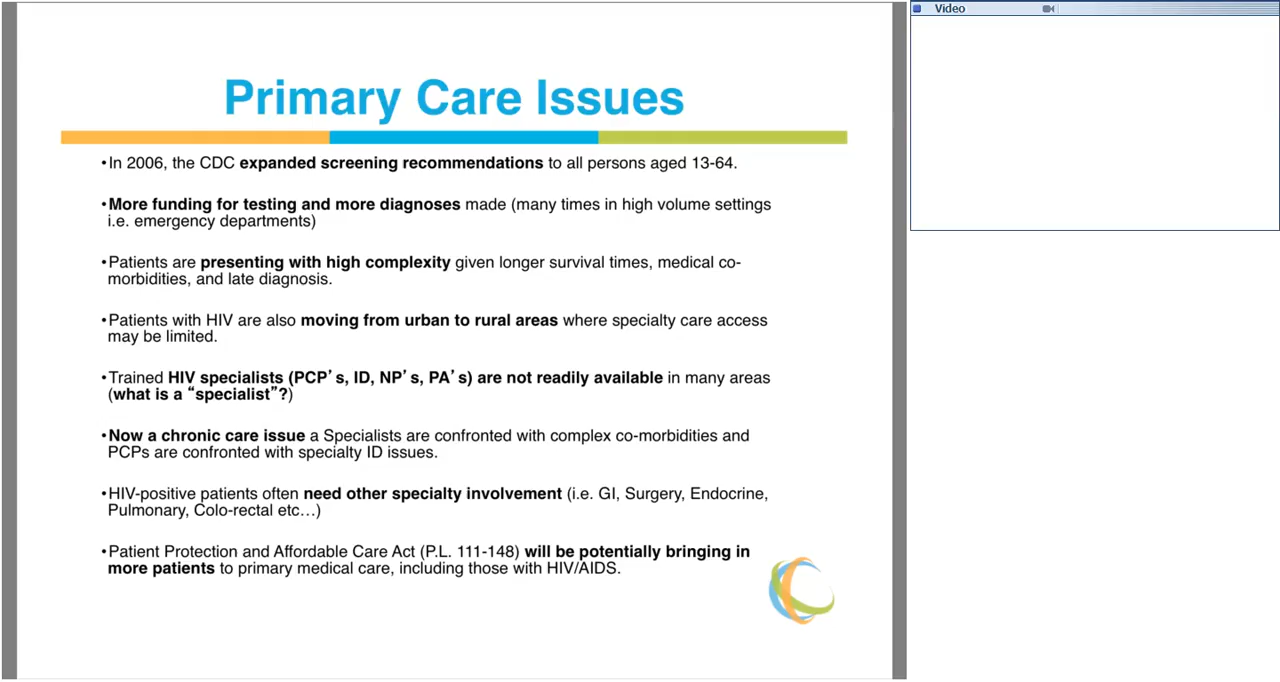 Video
Primary Care Issues
•In 2006, the CDC expanded screening recommendations to all persons aged 13-64.
•More funding for testing and more diagnoses made (many times in high volume settings
i.e. emergency departments)
•Patients are presenting with high complexity given longer survival times, medical co-
morbidities, and late diagnosis.
•Patients with HIV are also moving from urban to rural areas where specialty care access
may be limited.
•Trained HIV specialists (PCP’s, ID, NP’s, PA’s) are not readily available in many areas
(what is a “specialist”?)
•Now a chronic care issue a Specialists are confronted with complex co-morbidities and
PCPs are confronted with specialty ID issues.
•HIV-positive patients often need other specialty involvement (i.e. GI, Surgery, Endocrine,
Pulmonary, Colo-rectal etc…)
•Patient Protection and Affordable Care Act (P.L. 111-148) will be potentially bringing in
more patients to primary medical care, including those with HIV/AIDS.